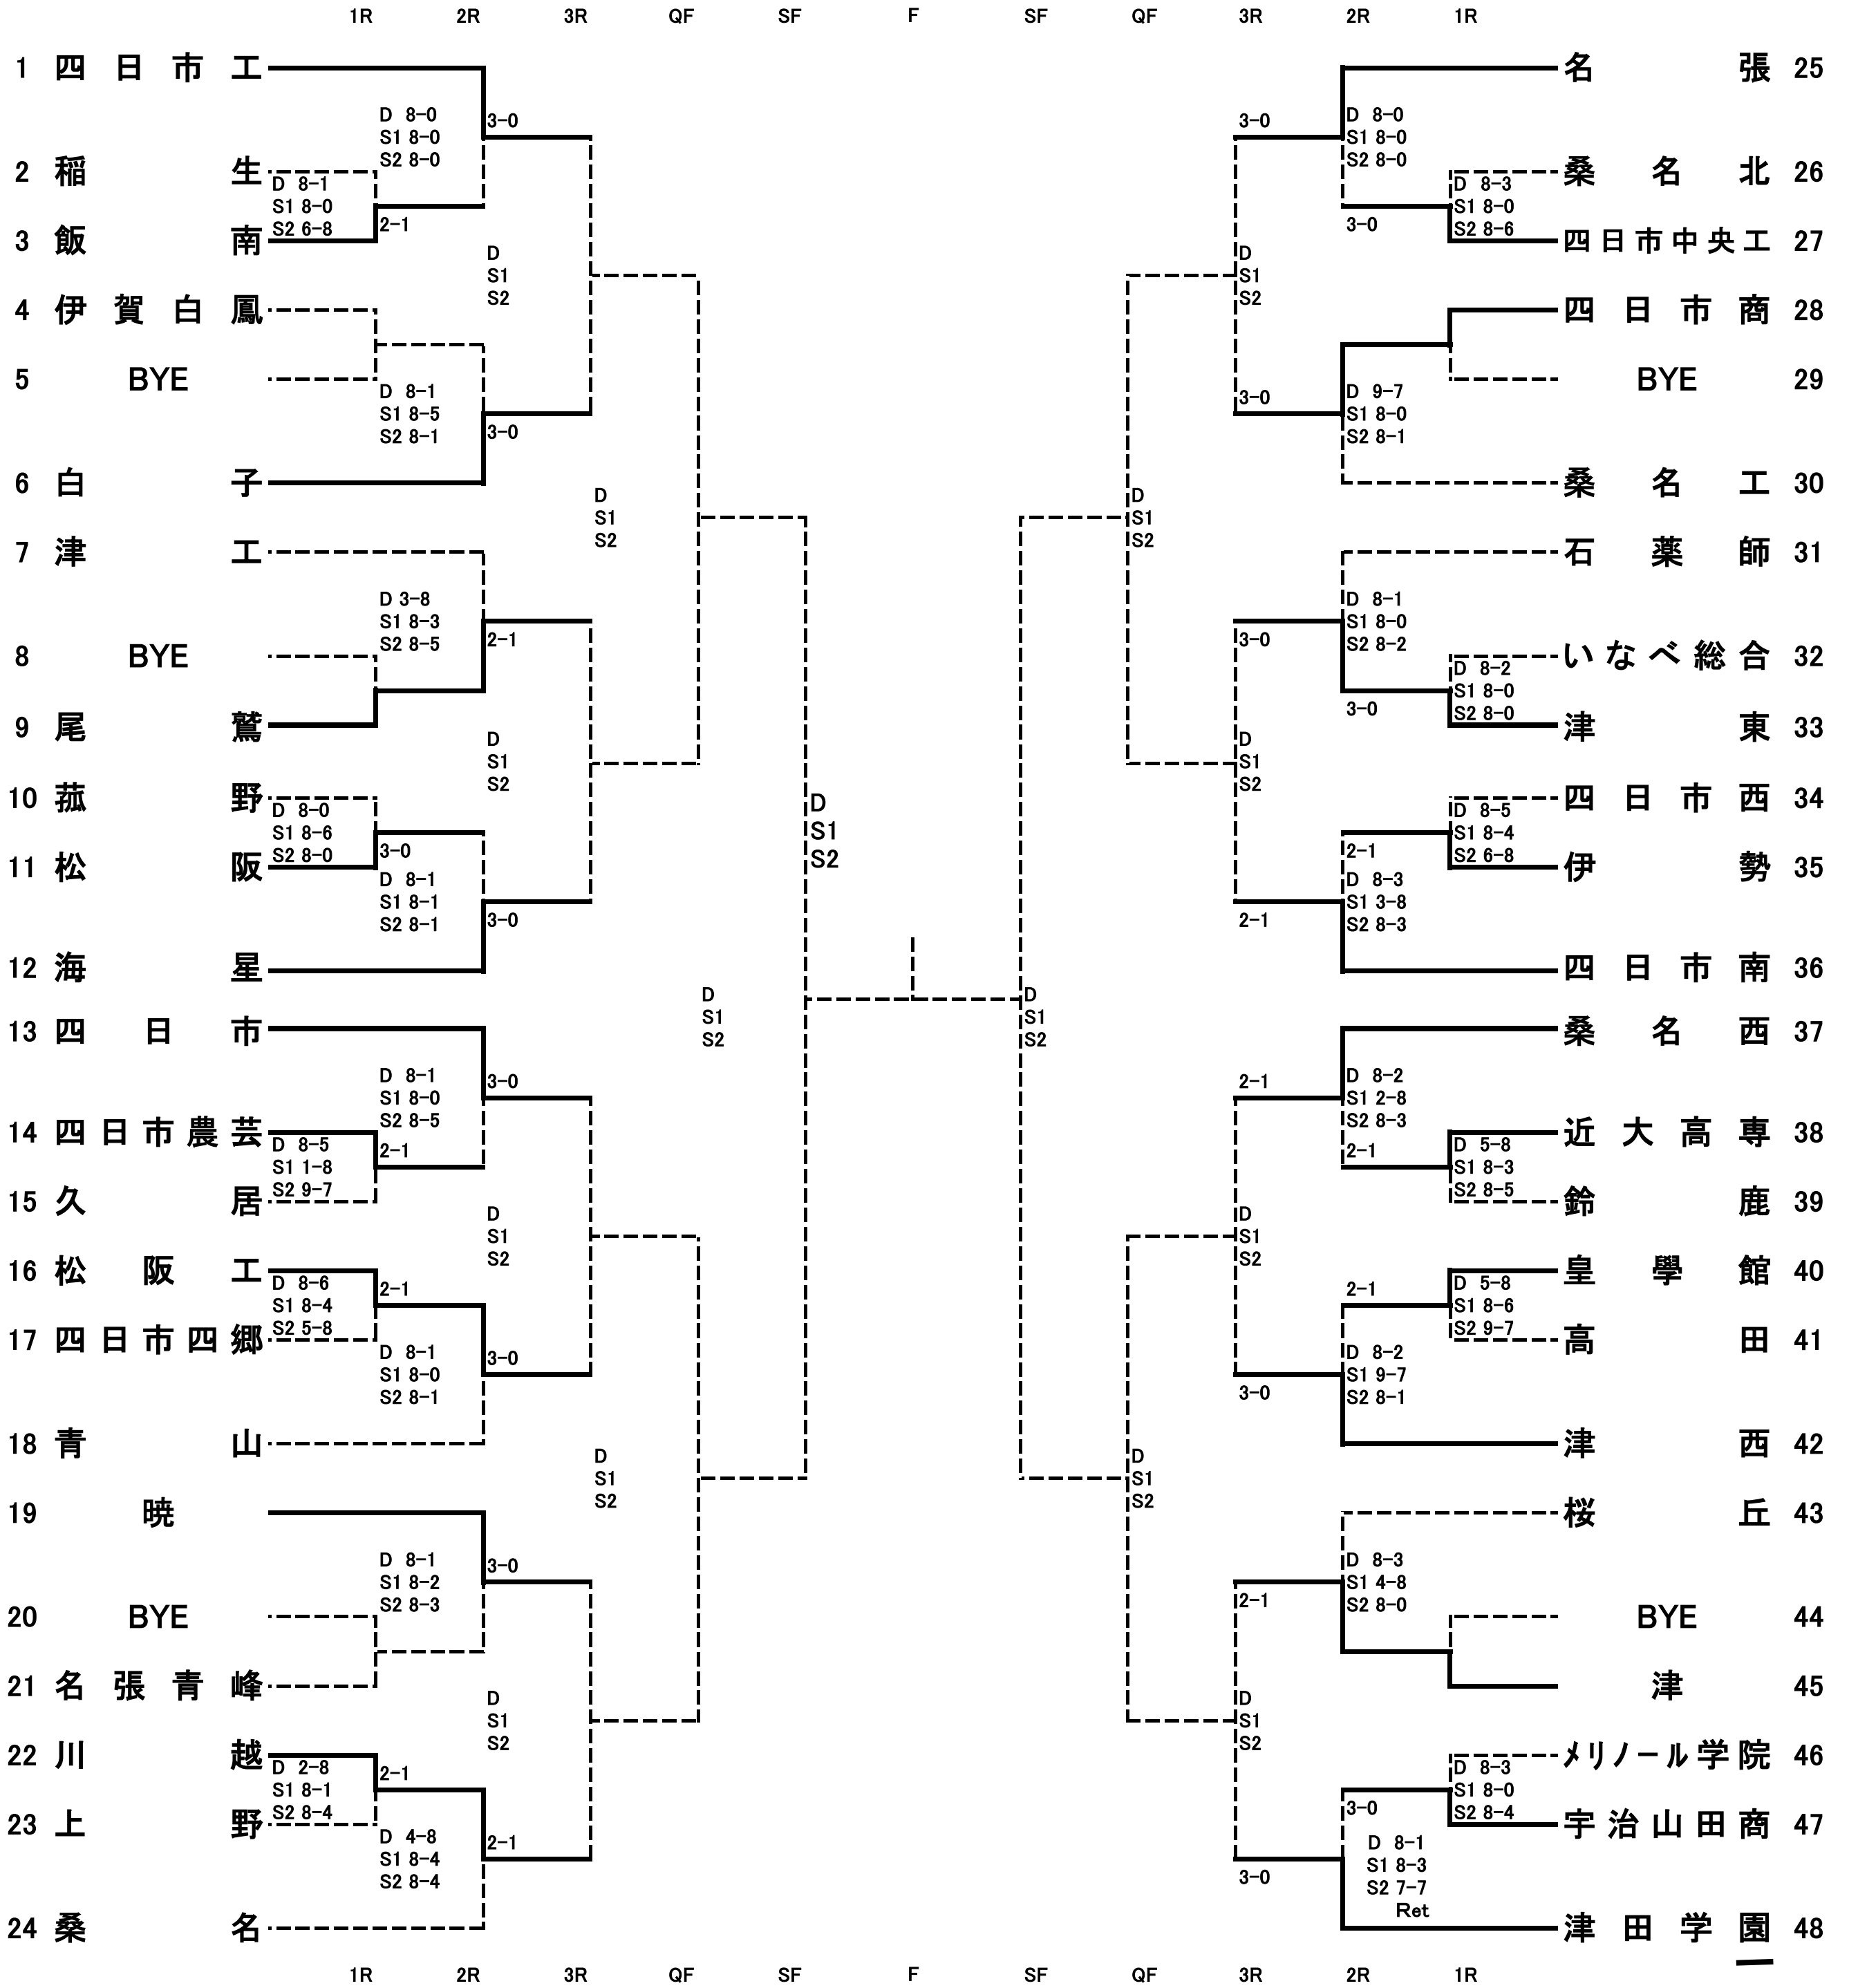 1R 2R 3R QF SF F SF QF 3R 2R 1R
1 四日市工
D 8-0
S1 8-0
S2 8-0
3-0
2 稲生
D 8-1
S1 8-0
S2 6-8
2-1
3 飯南
D
S1
S2
4 伊賀白鳳
5 BYE
D 8-1
S1 8-5
S2 8-1
3-0
6 白子
D
S1
S2
7 津工
D 3-8
S1 8-3
S2 8-5
2-1
8 BYE
9 尾鷲
D
S1
S2
10 菰野
D 8-0
S1 8-6
S2 8-0
3-0
11 松阪
D 8-1
S1 8-1
S2 8-1
3-0
12 海星
D
S1
S2
D
S1
S2
13 四日市
D 8-1
S1 8-0
S2 8-5
3-0
14 四日市農芸
D 8-5
S1 1-8
S2 9-7
2-1
15 久居
D
S1
S2
16 松阪工
D 8-6
S1 8-4
S2 5-8
2-1
17 四日市四郷
D 8-1
S1 8-0
S2 8-1
3-0
18 青山
D
S1
S2
19 暁
D 8-1
S1 8-2
S2 8-3
3-0
20 BYE
21 名張青峰
D
S1
S2
22 川越
D 2-8
S1 8-1
S2 8-4
2-1
23 上野
D 4-8
S1 8-4
S2 8-4
2-1
24 桑名
名張 25
3-0
D 8-0
S1 8-0
S2 8-0
桑名北 26
D 8-3
S1 8-0
S2 8-6
3-0
四日市中央工 27
D
S1
S2
四日市商 28
BYE 29
3-0
D 9-7
S1 8-0
S2 8-1
桑名工 30
D
S1
S2
石薬師 31
D 8-1
S1 8-0
S2 8-2
3-0
いなべ総合 32
D 8-2
S1 8-0
S2 8-0
3-0
津東 33
D
S1
S2
四日市西 34
D 8-5
S1 8-4
S2 6-8
2-1
伊勢 35
D 8-3
S1 3-8
S2 8-3
2-1
四日市南 36
D
S1
S2
桑名西 37
2-1
D 8-2
S1 2-8
S2 8-3
近大高専 38
2-1
D 5-8
S1 8-3
S2 8-5
鈴鹿 39
D
S1
S2
皇學館 40
2-1
D 5-8
S1 8-6
S2 9-7
高田 41
D 8-2
S1 9-7
S2 8-1
3-0
津西 42
D
S1
S2
桜丘 43
D 8-3
S1 4-8
S2 8-0
2-1
BYE 44
津 45
D
S1
S2
メリノール学院 46
D 8-3
S1 8-0
S2 8-4
3-0
宇治山田商 47
D 8-1
S1 8-3
S2 7-7
Ret
3-0
津田学園 48
1R 2R 3R QF SF F SF QF 3R 2R 1R